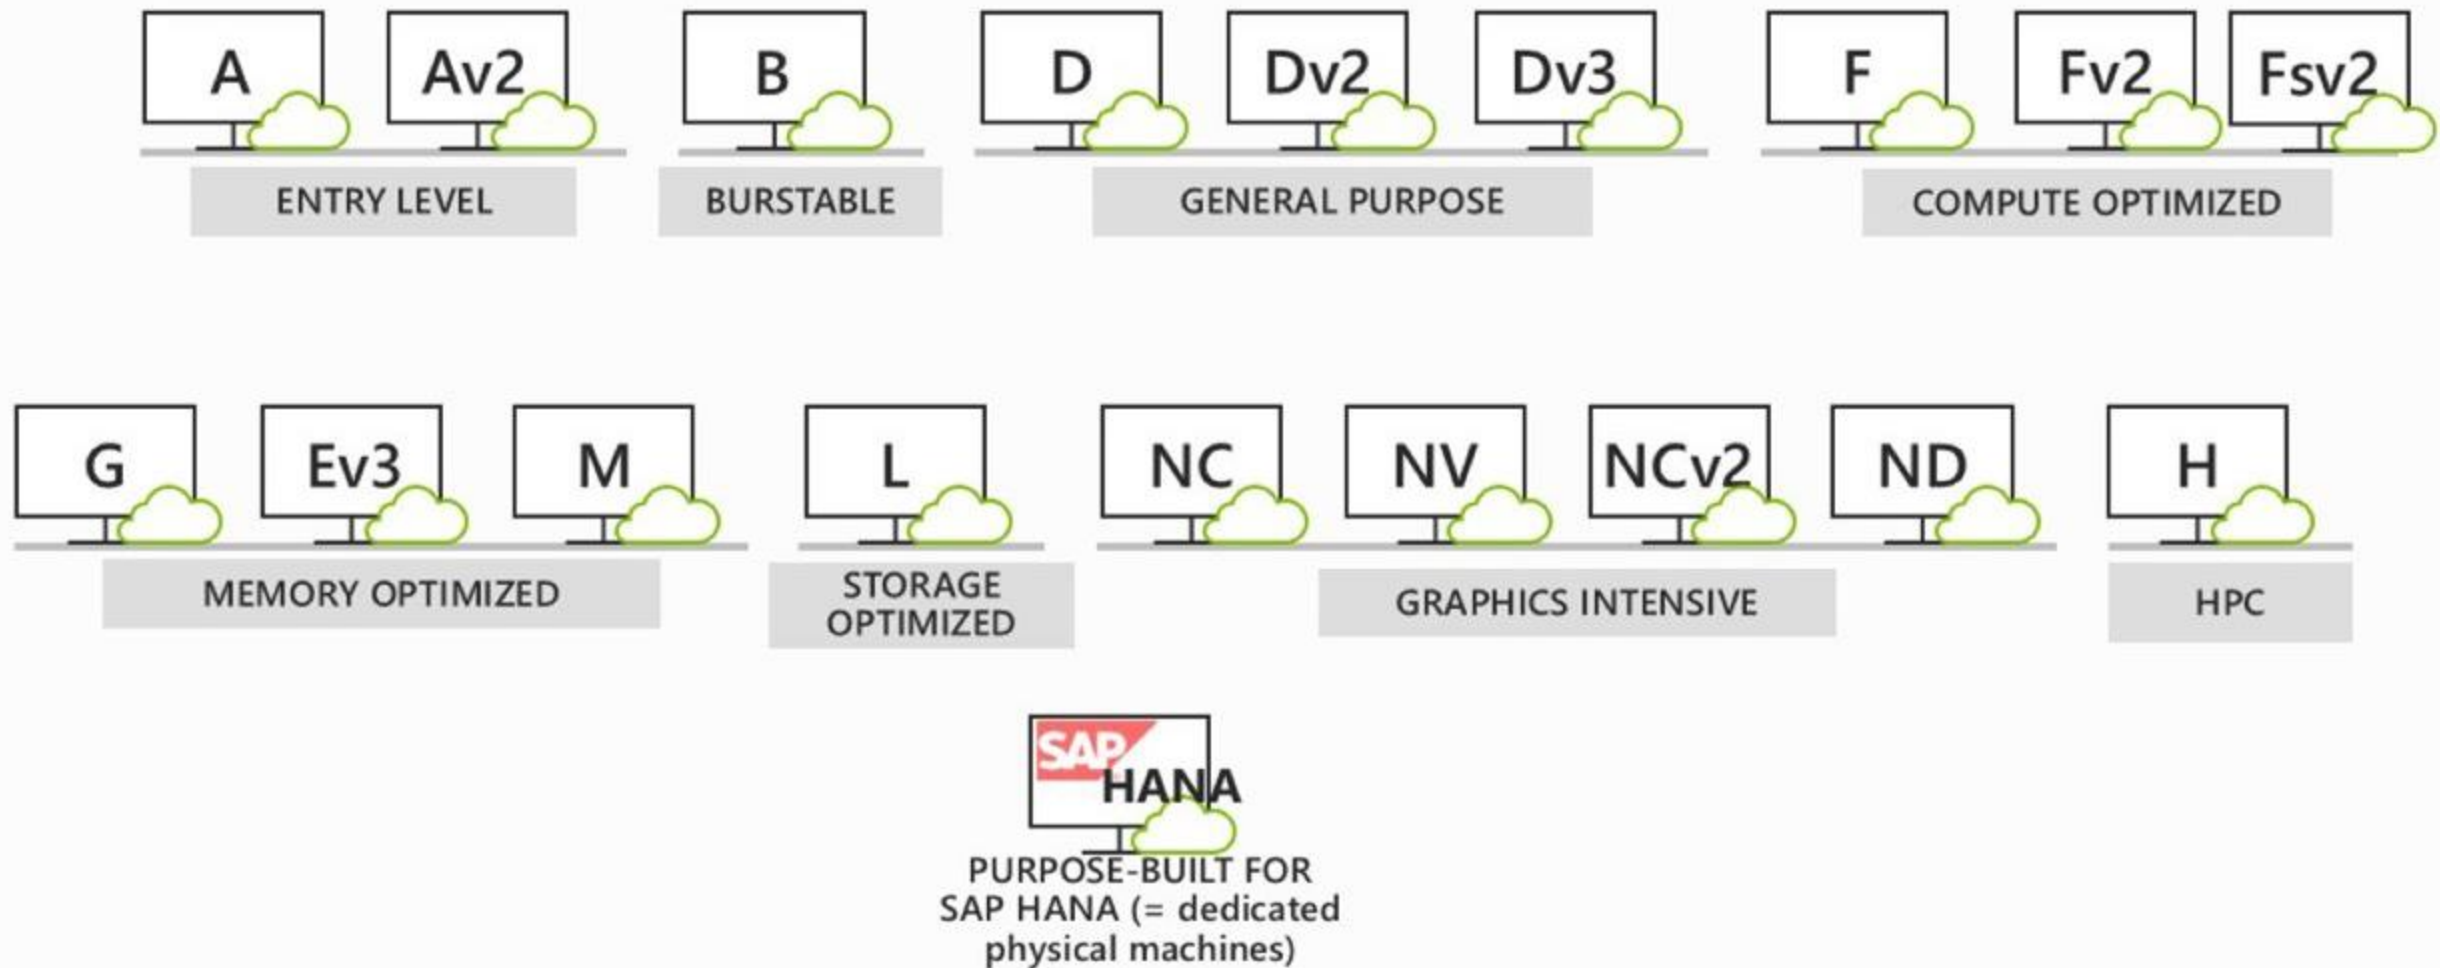 A Av2 B D Dv2 Dv3 F Fv2 Fsv2
ENTRY LEVEL BURSTABLE GENERAL PURPOSE COMPUTE OPTIMIZED
G Ev3 M L NC NV NCv2 ND H
MEMORY OPTIMIZED
STORAGE
OPTIMIZED
GRAPHICS INTENSIVE
HPC
SAP
HANA
PURPOSE-BUILT FOR
SAP HANA (= dedicated
physical machines)